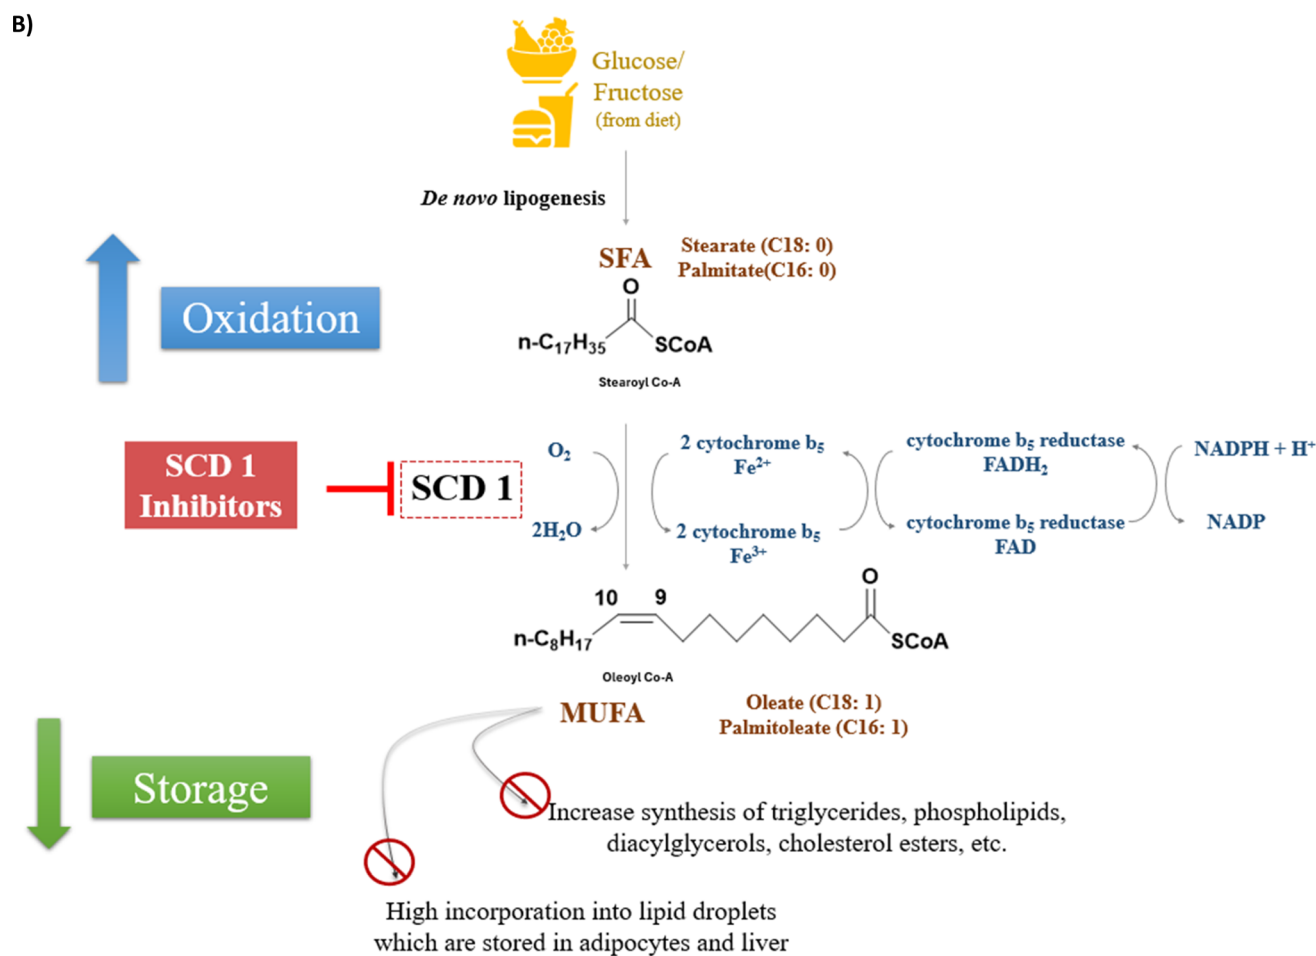 B)
Glucose/
Fructose
(from diet)
De novo lipogenesis
SFA
Stearate (C18: 0)
Palmitate(C16: 0)
O
n-C₁₇H₃₅
SCoA
Stearoyl Co-A
Oxidation
SCD 1
Inhibitors
SCD 1
O₂
2H₂O
2 cytochrome b₅
Fe²⁺
2 cytochrome b₅
Fe³⁺
cytochrome b₅ reductase
FADH₂
cytochrome b₅ reductase
FAD
NADPH + H⁺
NADP
O
10
9
n-C₈H₁₇
SCoA
Oleoyl Co-A
MUFA
Oleate (C18: 1)
Palmitoleate (C16: 1)
Storage
Increase synthesis of triglycerides, phospholipids,
diacylglycerols, cholesterol esters, etc.
High incorporation into lipid droplets
which are stored in adipocytes and liver